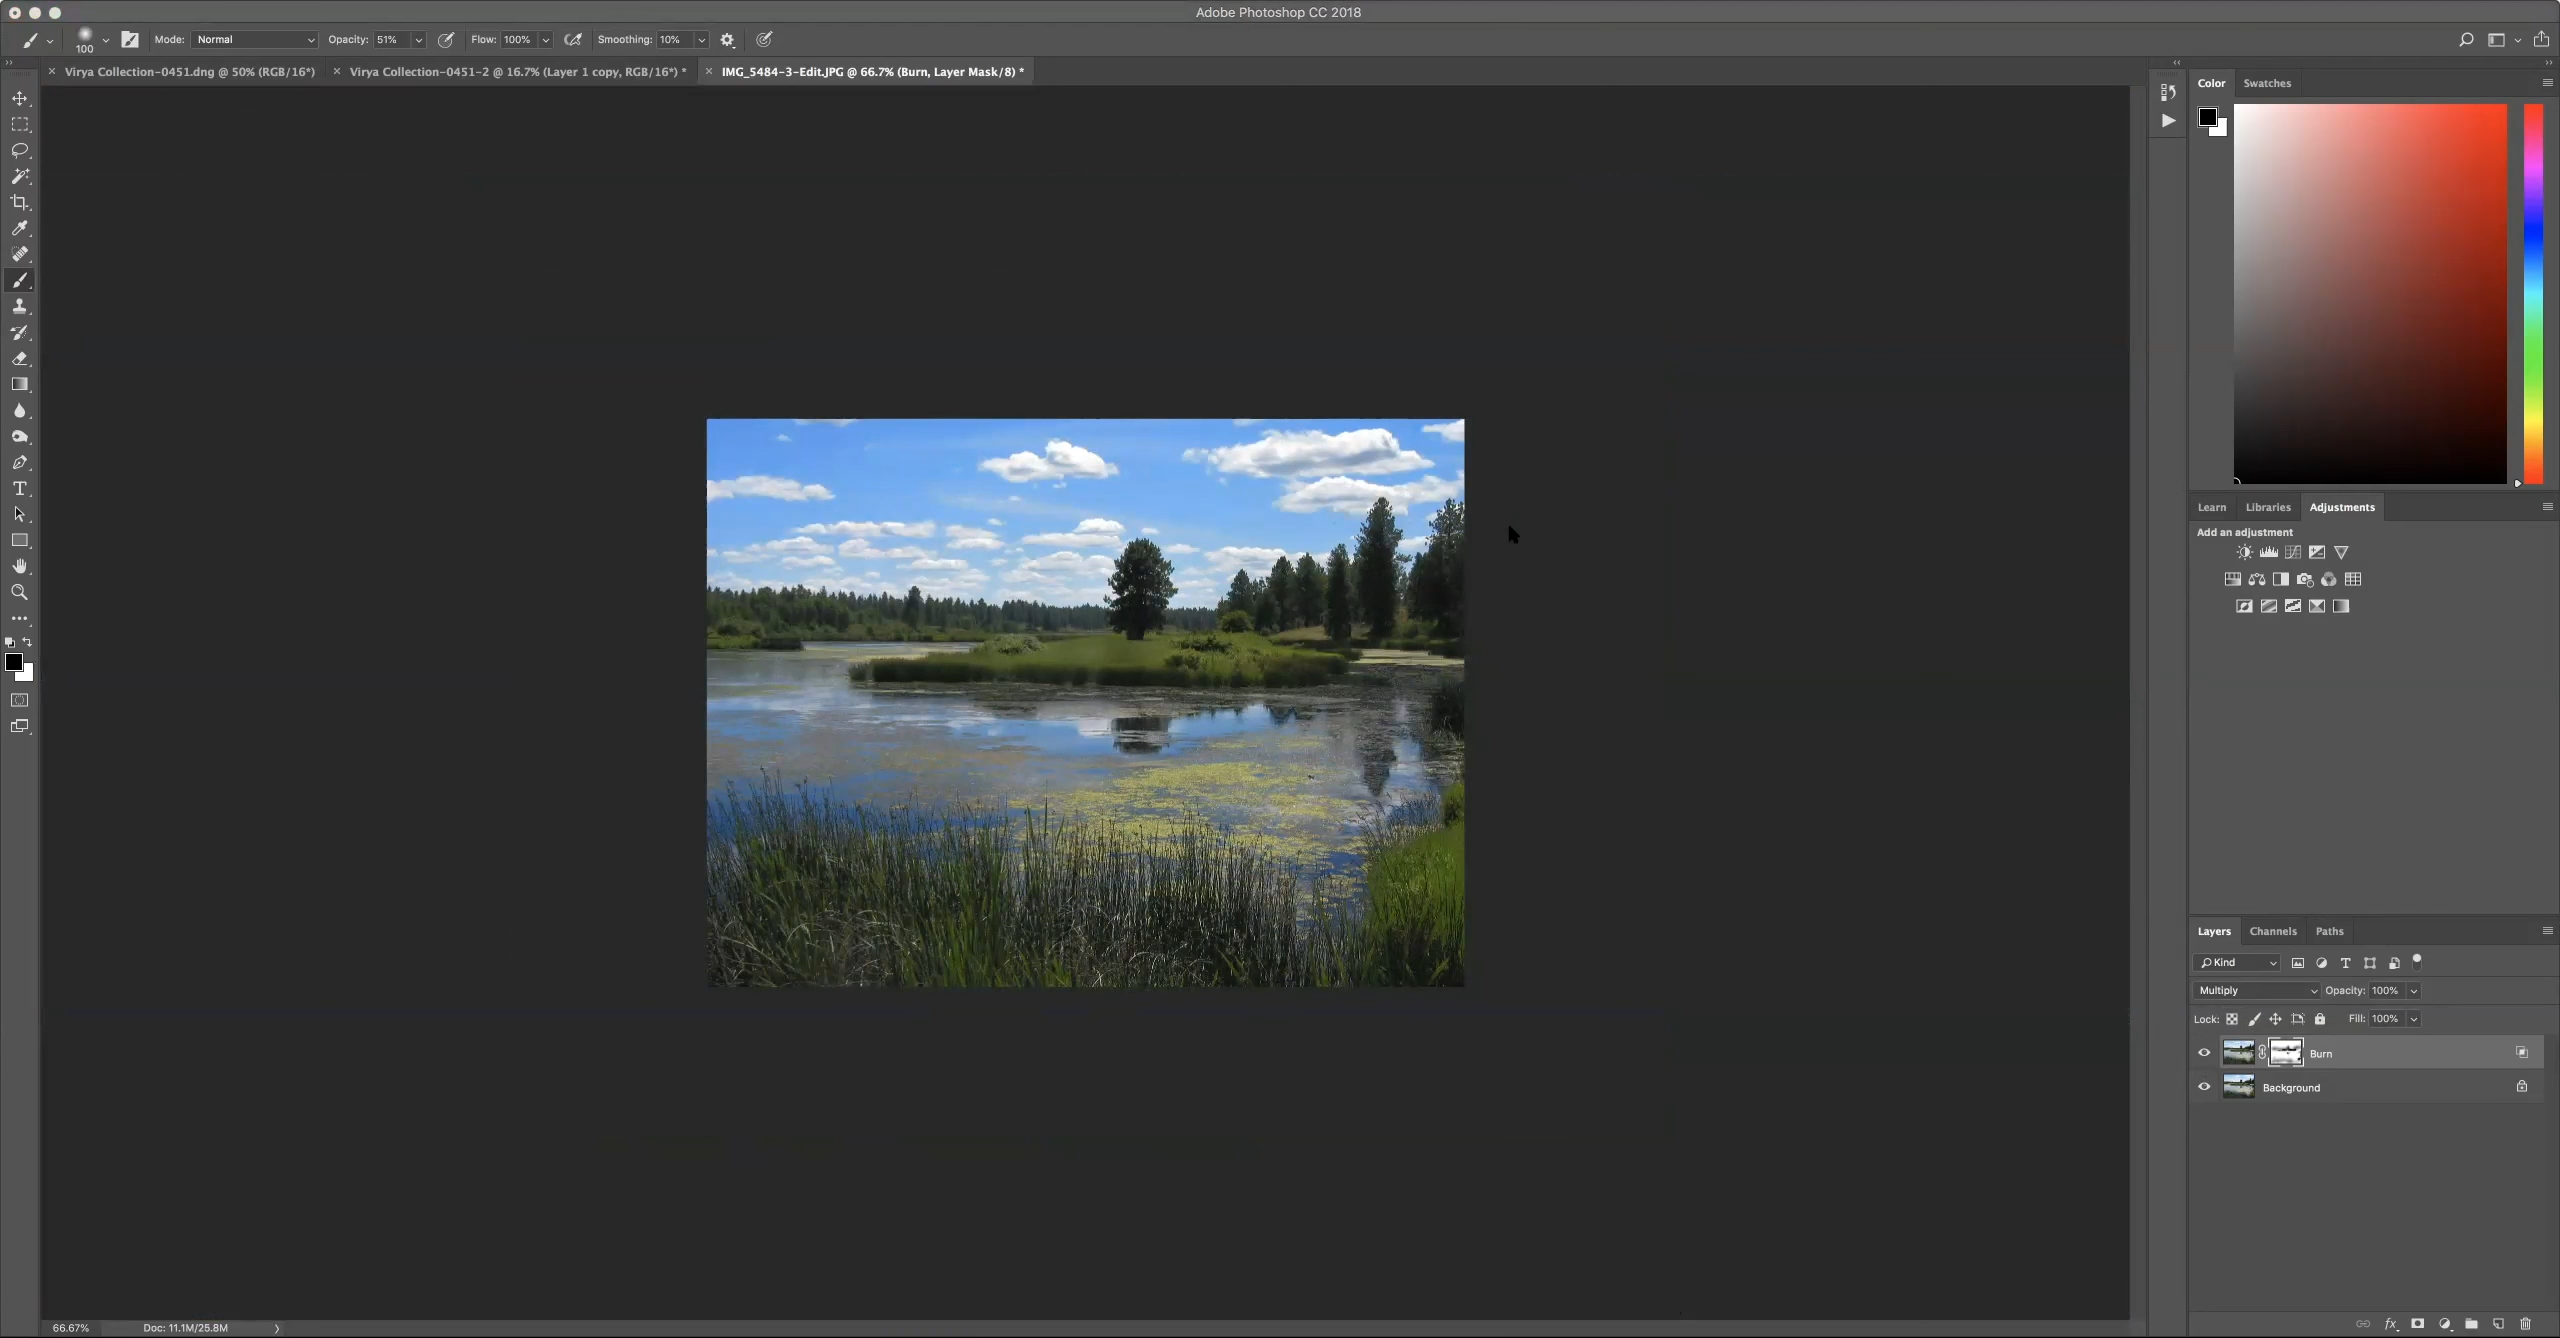 Adobe Photoshop CC 2018
100 Mode: Normal Opacity: 51% Flow: 100% Smoothing: 10%
Virya Collection-0451.dng @ 50% (RGB/16*) Virya Collection-0451-2 @ 16.7% (Layer 1 copy, RGB/16*) * IMG_5484-3-Edit.JPG @ 66.7% (Burn, Layer Mask/8) *
Color Swatches
Learn Libraries Adjustments
Add an adjustment
Layers Channels Paths
Kind
Multiply Opacity: 100%
Lock: Fill: 100%
Burn
Background
66.67% Doc: 11.1M/25.8M